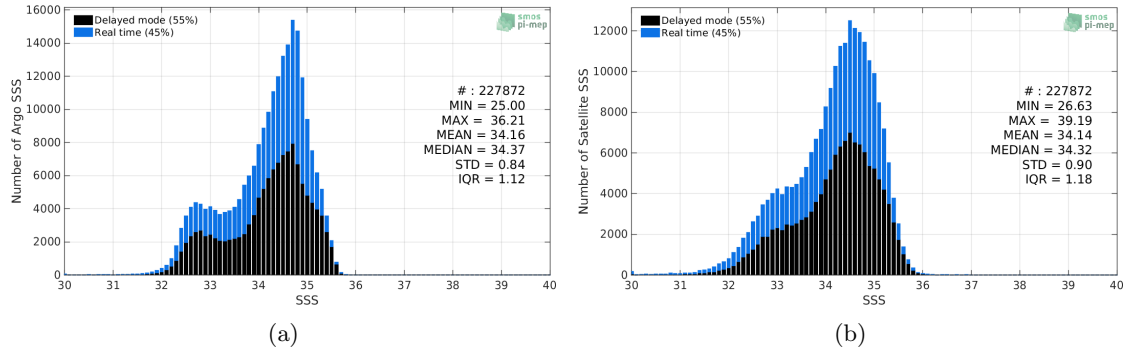 Delayed mode (55%)
Real time (45%)
smos
pi-mep
# : 227872
MIN = 25.00
MAX = 36.21
MEAN = 34.16
MEDIAN = 34.37
STD = 0.84
IQR = 1.12
Number of Argo SSS
16000
14000
12000
10000
8000
6000
4000
2000
0
30 31 32 33 34 35 36 37 38 39 40
SSS
(a)
Delayed mode (55%)
Real time (45%)
smos
pi-mep
# : 227872
MIN = 26.63
MAX = 39.19
MEAN = 34.14
MEDIAN = 34.32
STD = 0.90
IQR = 1.18
Number of Satellite SSS
12000
10000
8000
6000
4000
2000
0
30 31 32 33 34 35 36 37 38 39 40
SSS
(b)